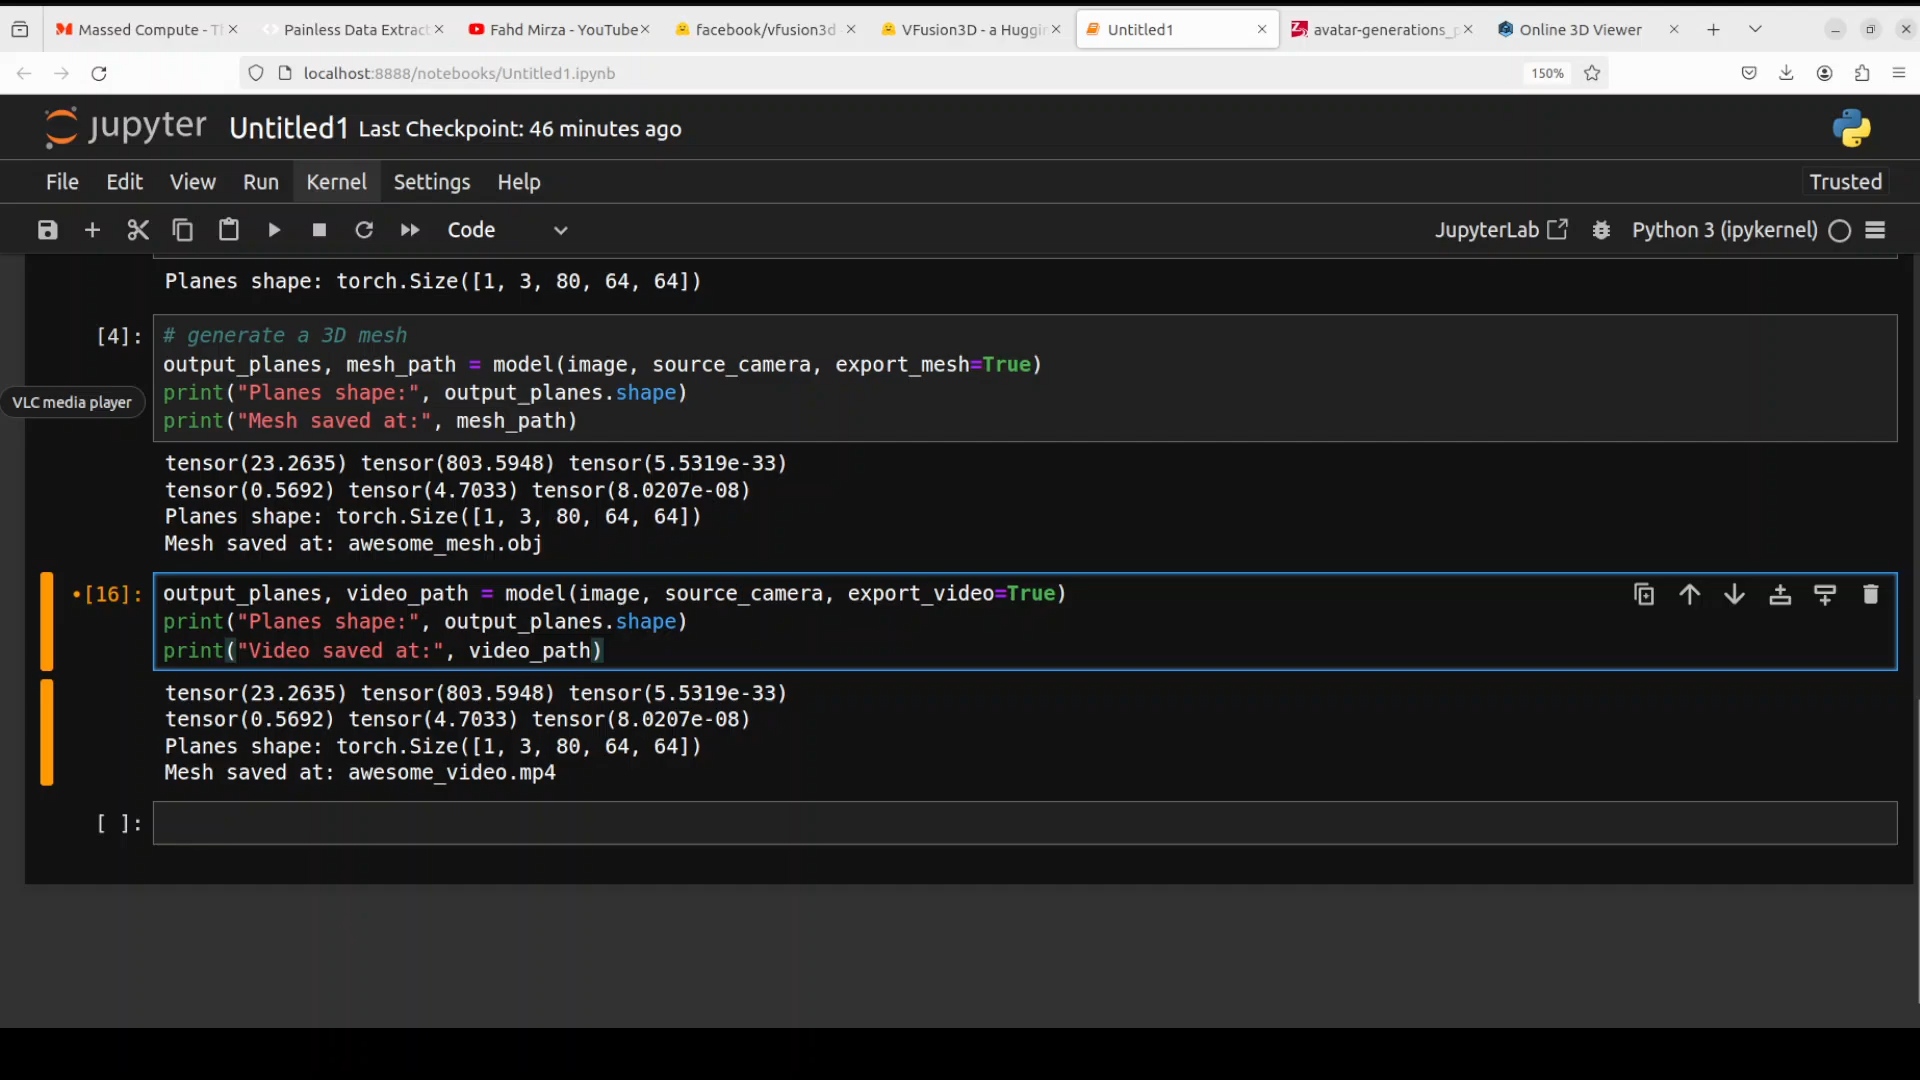 Massed Compute - Th
Painless Data Extract
Fahd Mirza - YouTube
facebook/vfusion3d -
VFusion3D - a Huggin
Untitled1
avatar-generations_p
Online 3D Viewer
localhost:8888/notebooks/Untitled1.ipynb
150%
jupyter Untitled1 Last Checkpoint: 46 minutes ago
File Edit View Run Kernel Settings Help
Trusted
Code
JupyterLab
Python 3 (ipykernel)
Planes shape: torch.Size([1, 3, 80, 64, 64])
[4]: # generate a 3D mesh
output_planes, mesh_path = model(image, source_camera, export_mesh=True)
print("Planes shape:", output_planes.shape)
VLC media player
print("Mesh saved at:", mesh_path)
tensor(23.2635) tensor(803.5948) tensor(5.5319e-33)
tensor(0.5692) tensor(4.7033) tensor(8.0207e-08)
Planes shape: torch.Size([1, 3, 80, 64, 64])
Mesh saved at: awesome_mesh.obj
•[16]: output_planes, video_path = model(image, source_camera, export_video=True)
print("Planes shape:", output_planes.shape)
print("Video saved at:", video_path)
tensor(23.2635) tensor(803.5948) tensor(5.5319e-33)
tensor(0.5692) tensor(4.7033) tensor(8.0207e-08)
Planes shape: torch.Size([1, 3, 80, 64, 64])
Mesh saved at: awesome_video.mp4
[ ]: